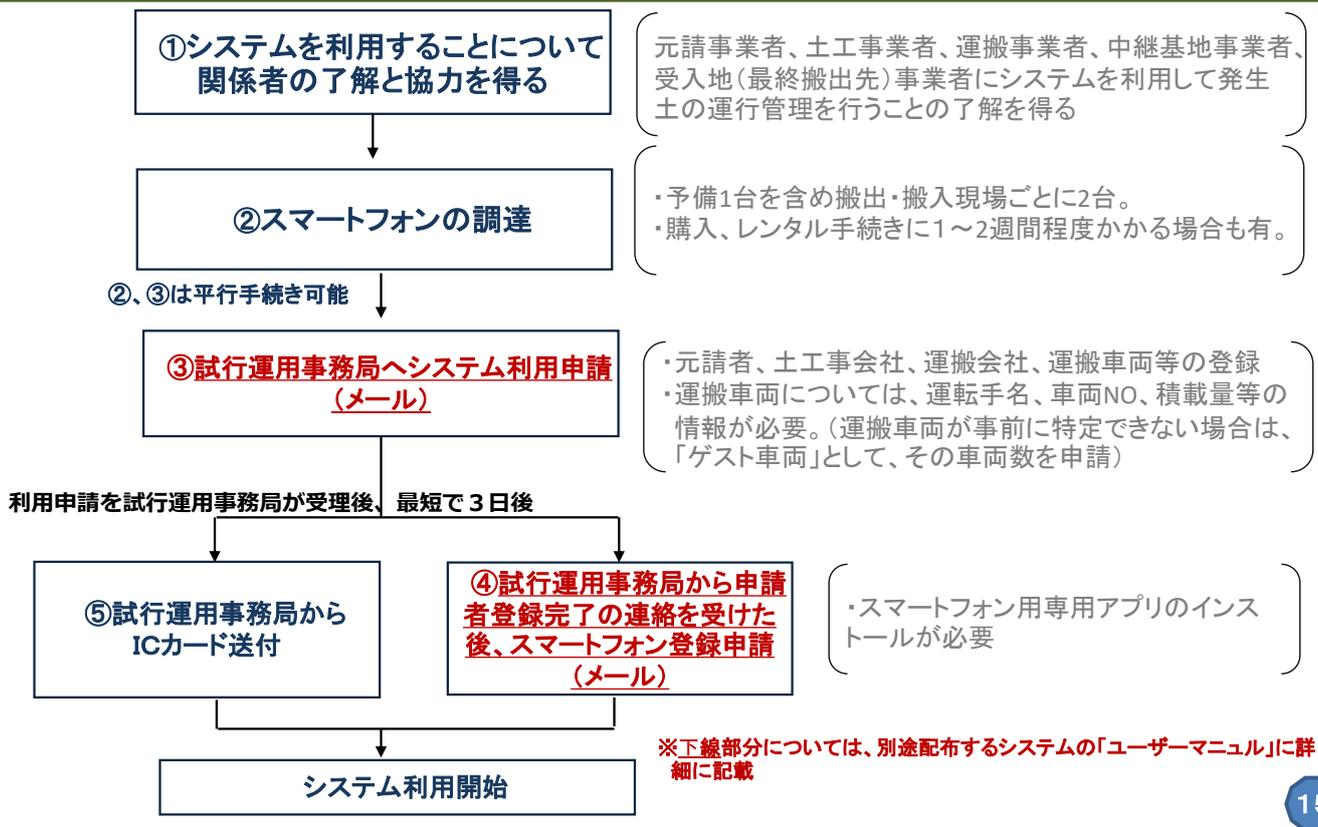 ①システムを利用することについて
関係者の了解と協力を得る
元請事業者、土工事業者、運搬事業者、中継基地事業者、
受入地(最終搬出先)事業者にシステムを利用して発生
土の運行管理を行うことの了解を得る
②スマートフォンの調達
・予備1台を含め搬出・搬入現場ごとに2台。
・購入、レンタル手続きに1～2週間程度かかる場合も有。
②、③は平行手続き可能
③試行運用事務局へシステム利用申請
(メール)
・元請者、土工事会社、運搬会社、運搬車両等の登録
・運搬車両については、運転手名、車両NO、積載量等の
情報が必要。(運搬車両が事前に特定できない場合は、
「ゲスト車両」として、その車両数を申請)
利用申請を試行運用事務局が受理後、最短で３日後
⑤試行運用事務局から
ICカード送付
④試行運用事務局から申請
者登録完了の連絡を受けた
後、スマートフォン登録申請
(メール)
・スマートフォン用専用アプリのインス
トールが必要
※下線部分については、別途配布するシステムの「ユーザーマニュル」に詳
細に記載
システム利用開始
15